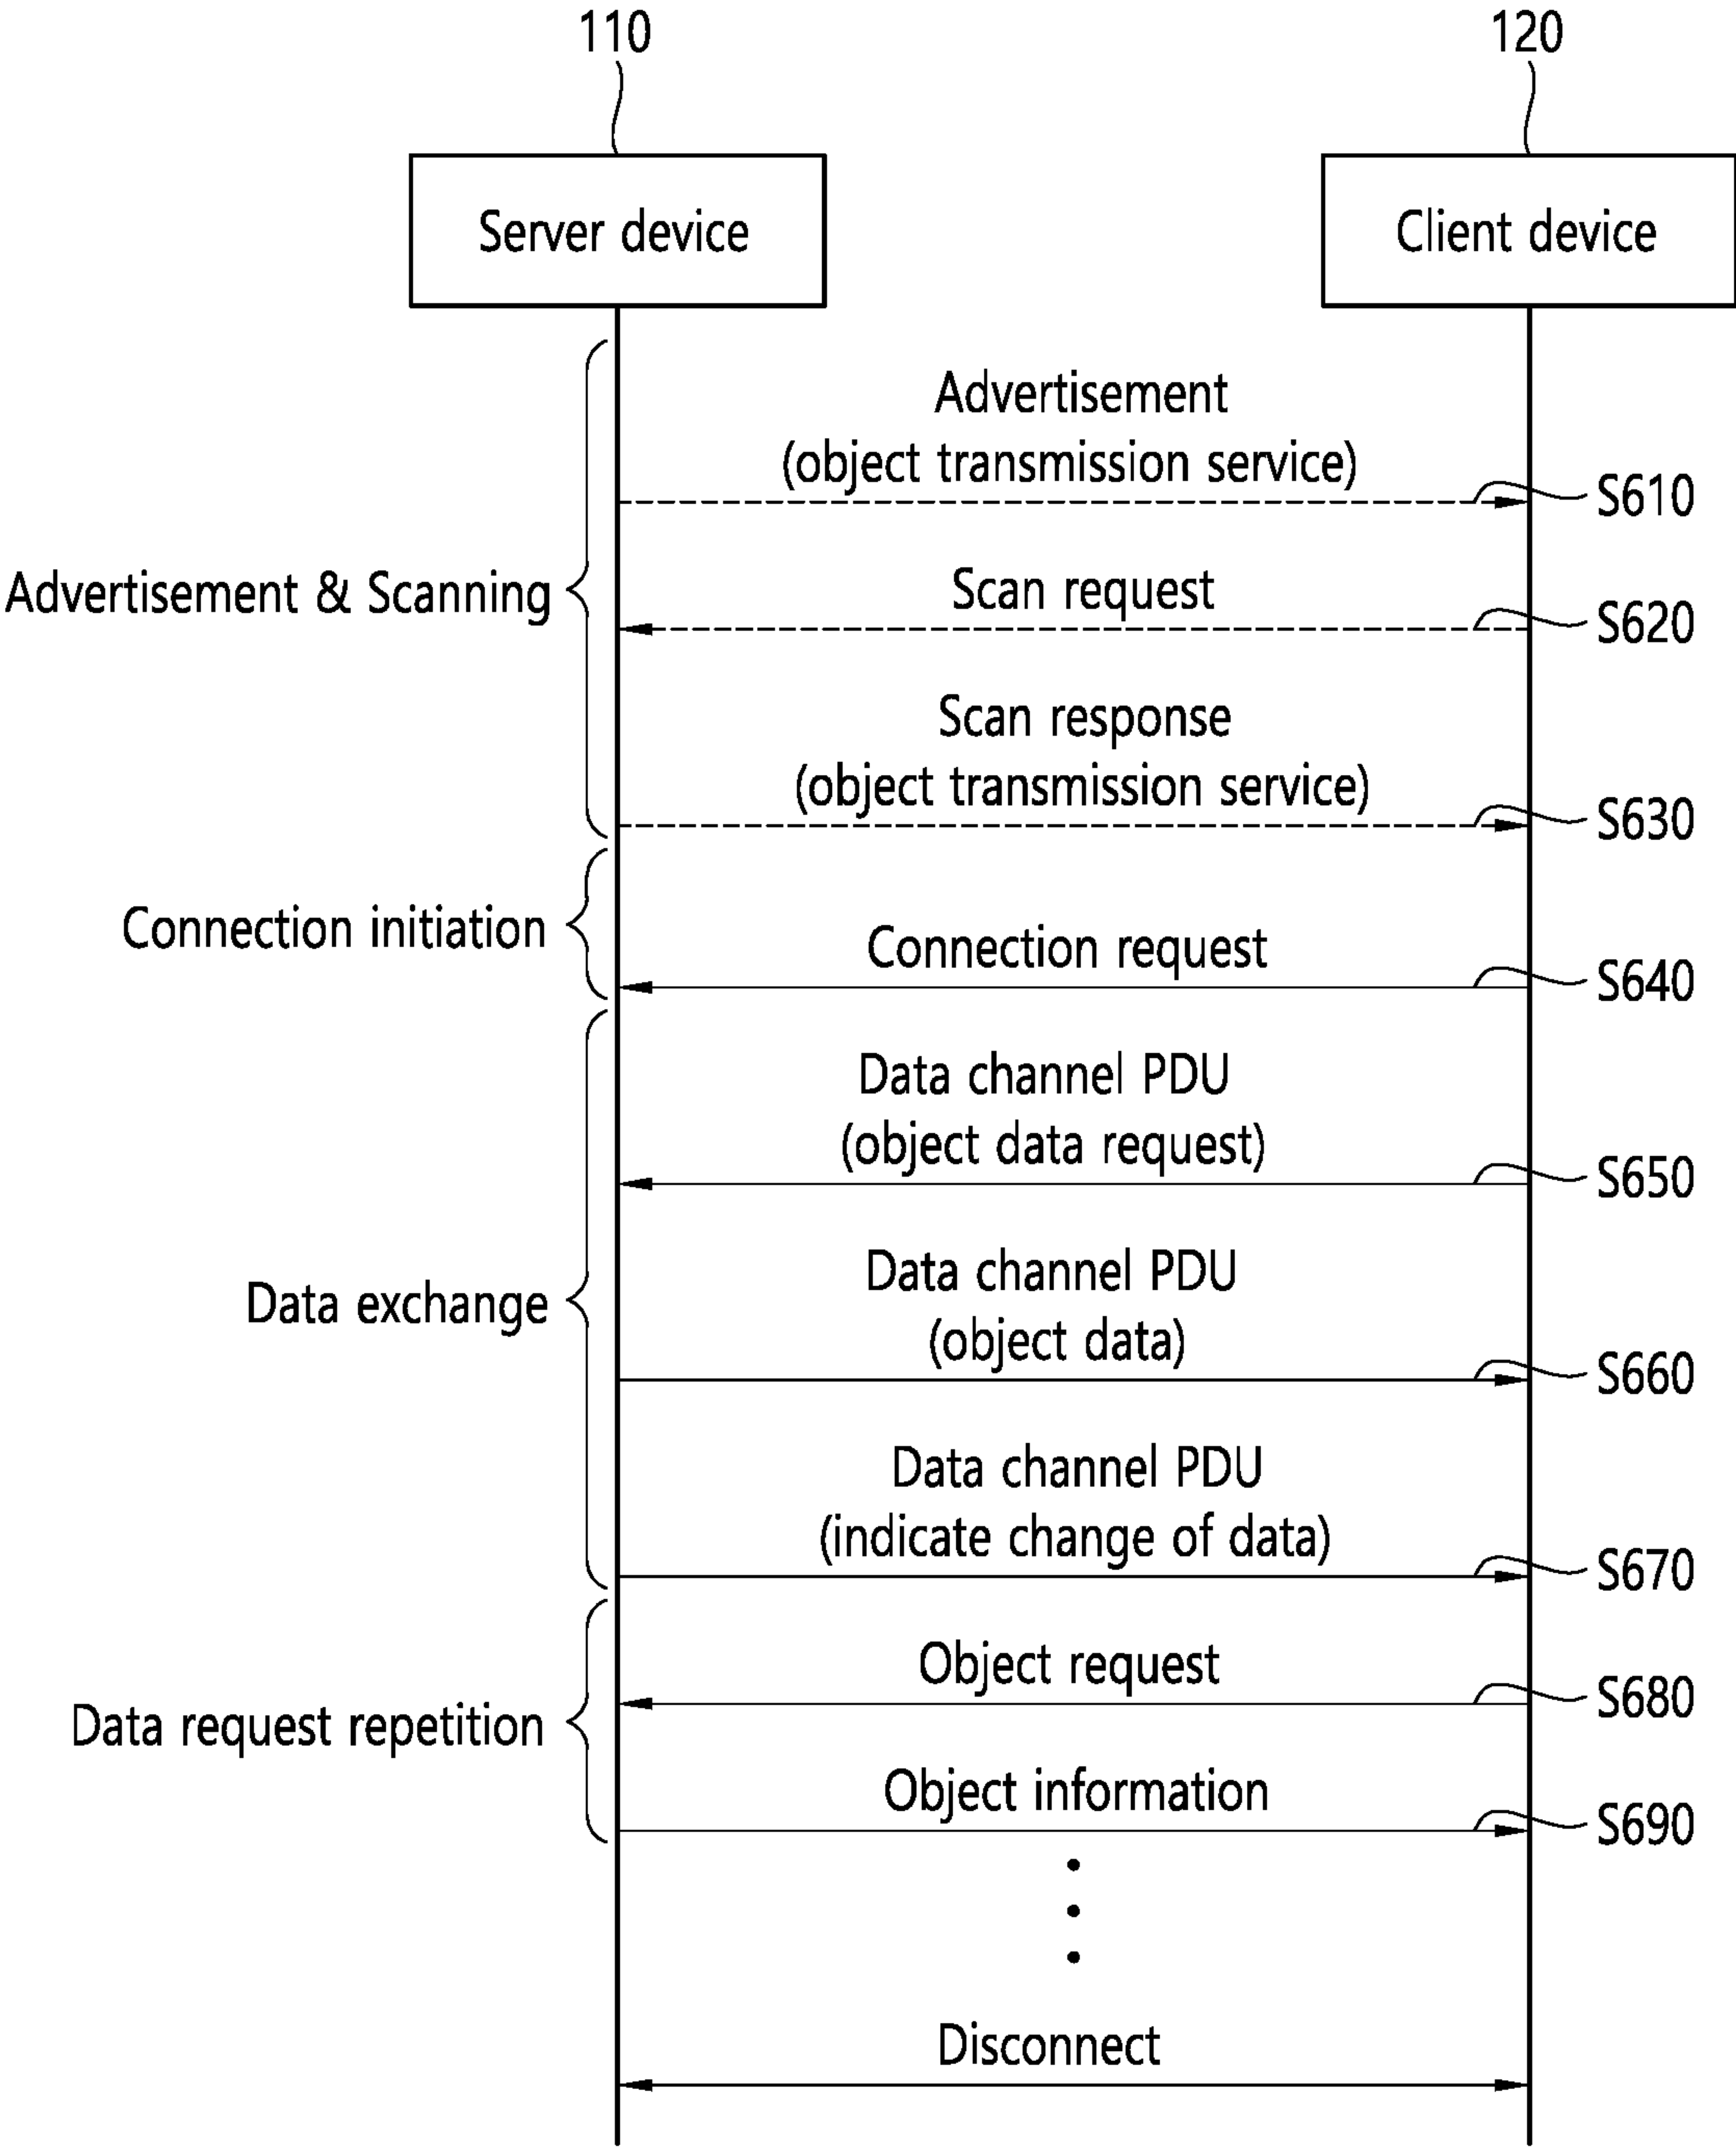 110
120
Server device
Client device
Advertisement
(object transmission service)
S610
Advertisement & Scanning
Scan request
S620
Scan response
(object transmission service)
S630
Connection initiation
Connection request
S640
Data channel PDU
(object data request)
S650
Data exchange
Data channel PDU
(object data)
S660
Data channel PDU
(indicate change of data)
S670
Data request repetition
Object request
S680
Object information
S690
Disconnect